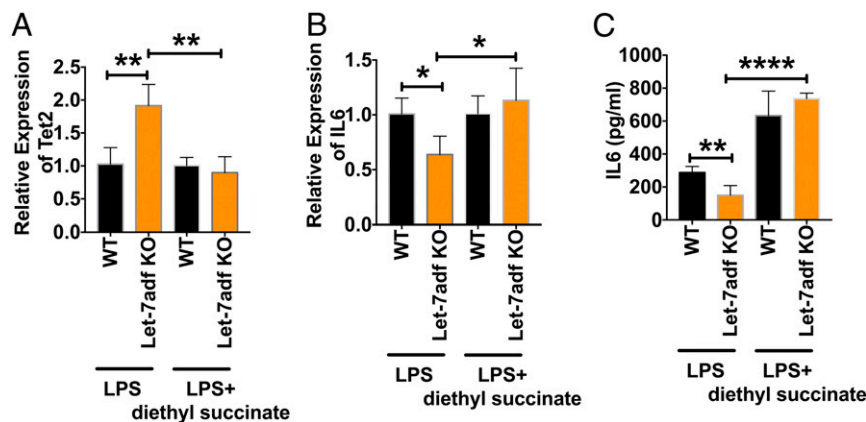 A
Relative Expression
of Tet2
2.5
2.0
1.5
1.0
0.5
0.0
**
**
WT
Let-7adf KO
WT
Let-7adf KO
LPS
LPS+
diethyl succinate
B
Relative Expression
of IL6
1.5
1.0
0.5
0.0
*
*
WT
Let-7adf KO
WT
Let-7adf KO
LPS
LPS+
diethyl succinate
C
IL6 (pg/ml)
1000
800
600
400
200
0
**
****
WT
Let-7adf KO
WT
Let-7adf KO
LPS
LPS+
diethyl succinate